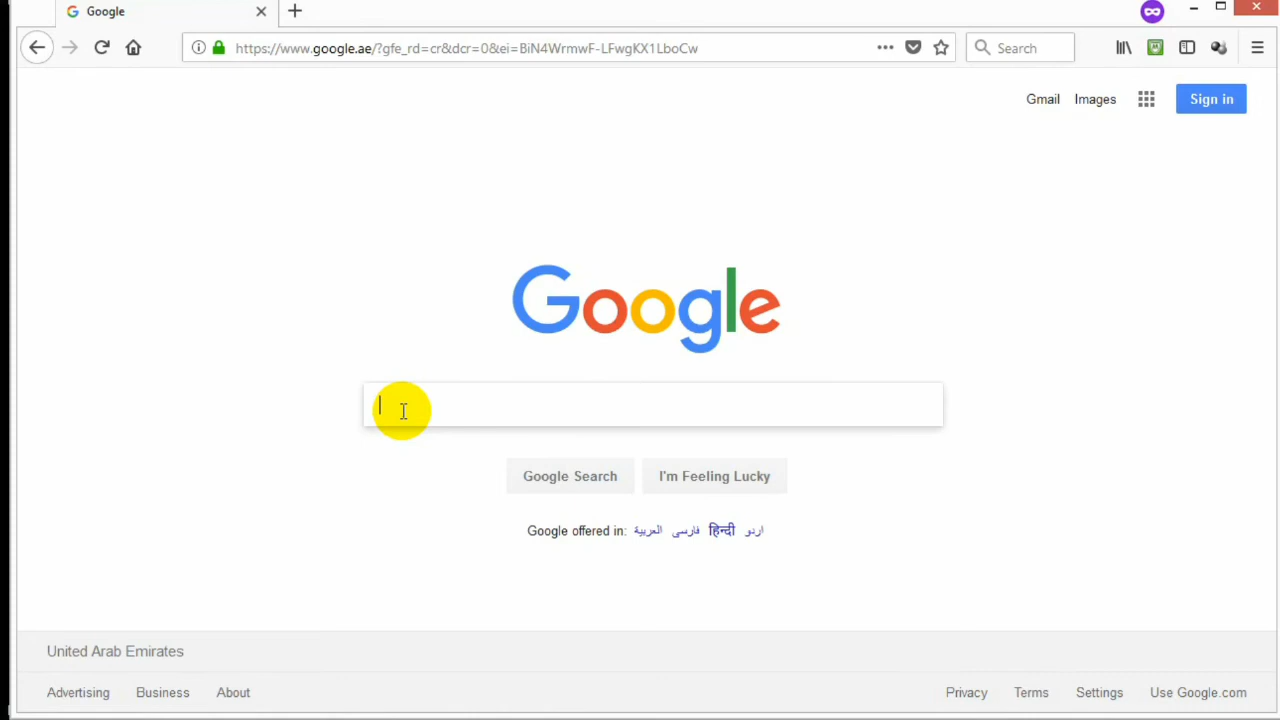 Google
https://www.google.ae/?gfe_rd=cr&dcr=0&ei=BiN4WrmwF-LFwgKX1LboCw
Search
Gmail Images Sign in
Google
Google Search I'm Feeling Lucky
Google offered in: العربية فارسی हिन्दी اردو
United Arab Emirates
Advertising Business About Privacy Terms Settings Use Google.com